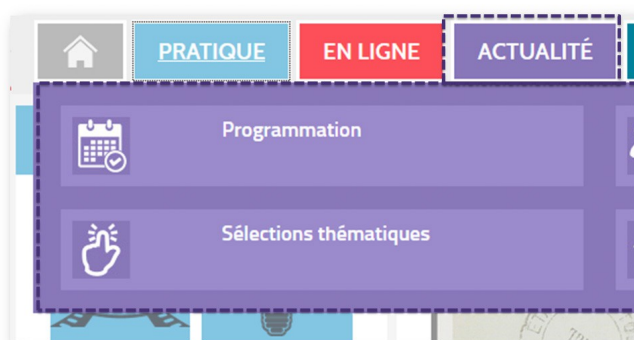 PRATIQUE
EN LIGNE
ACTUALITÉ
Programmation
Sélections thématiques